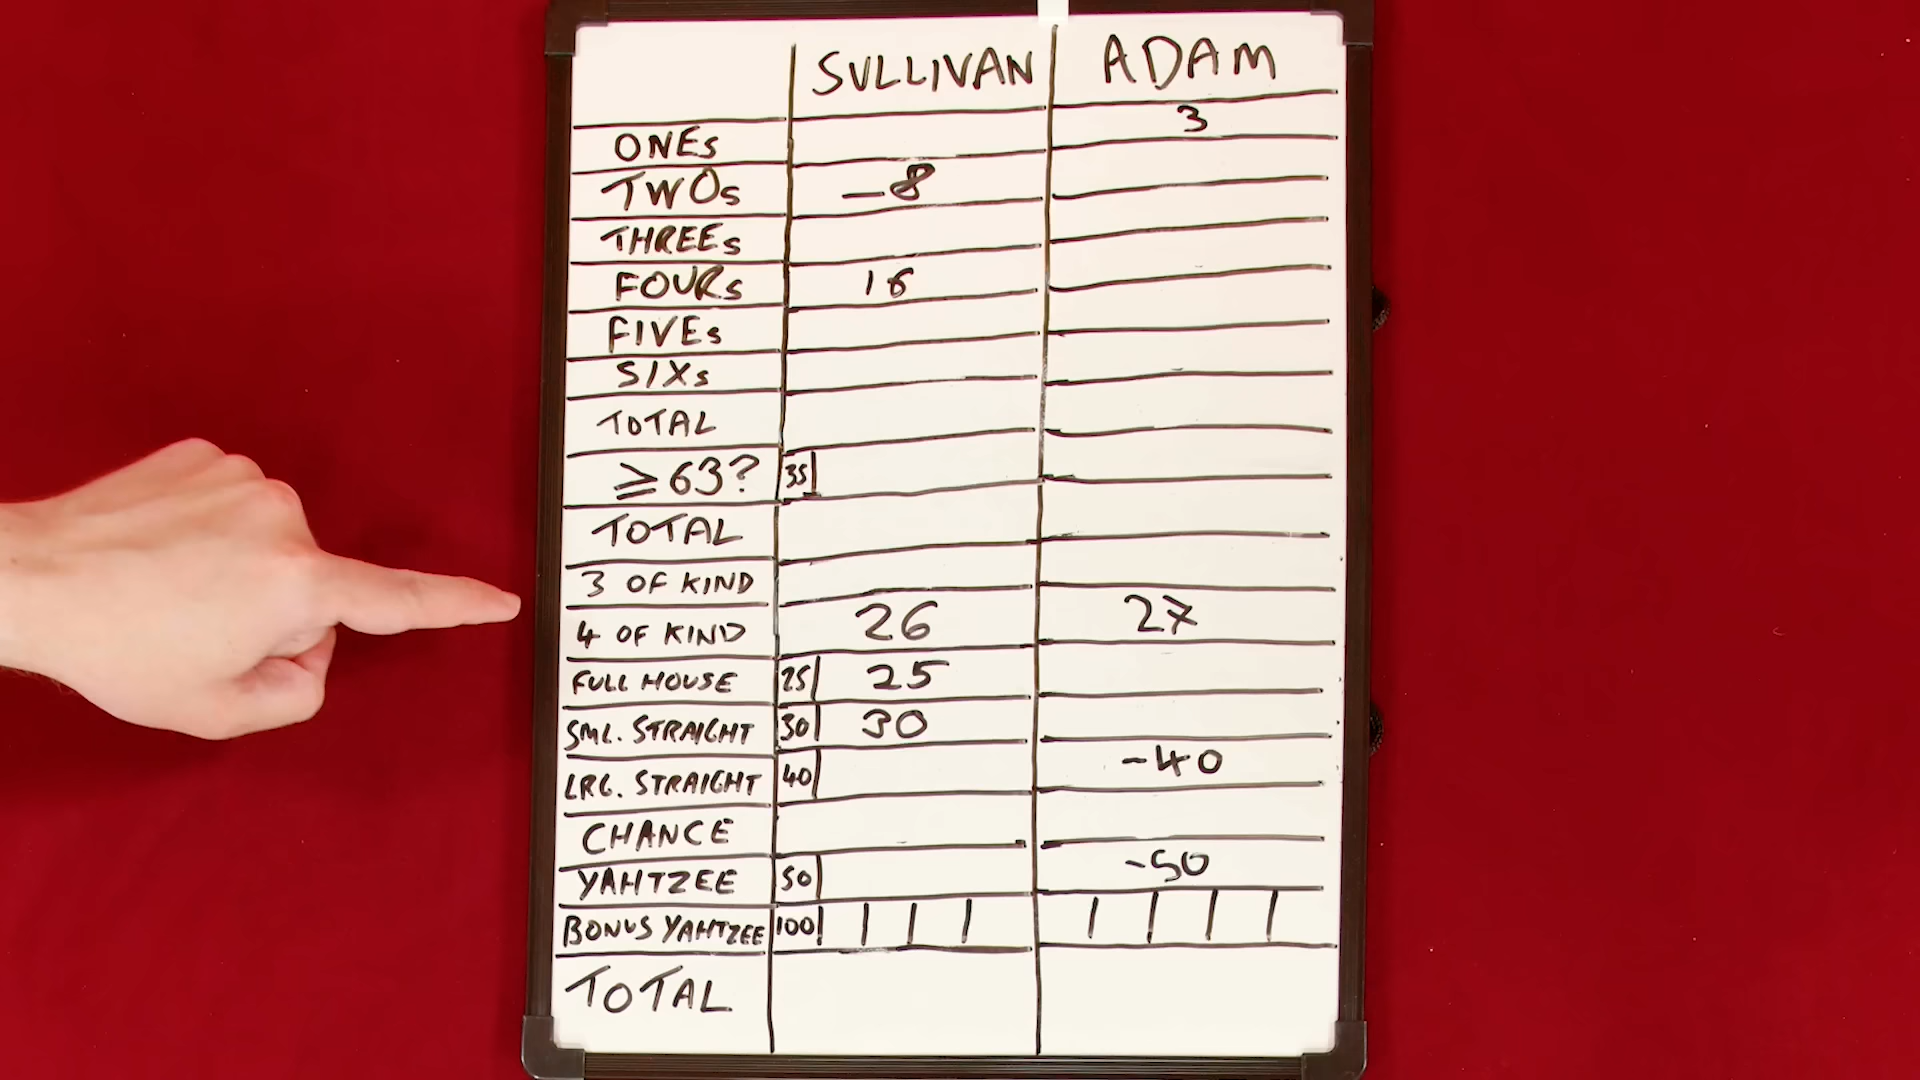 SULLIVAN ADAM
ONEs 3
TWOs -8
THREEs
FOURs 16
FIVEs
SIXs
TOTAL
≥63? 35
TOTAL
3 OF KIND
4 OF KIND 26 27
FULL HOUSE 25 25
SML. STRAIGHT 30 30
LRG. STRAIGHT 40 -40
CHANCE
YAHTZEE 50 -50
BONUS YAHTZEE 100
TOTAL